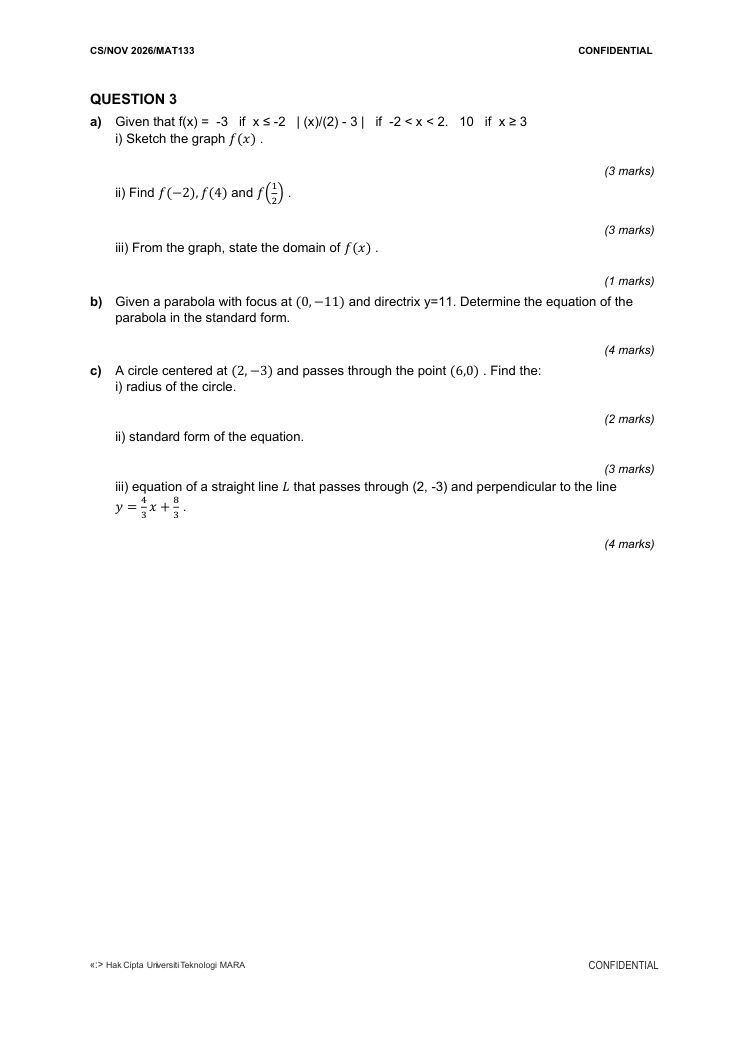 CS/NOV 2026/MAT133 CONFIDENTIAL
QUESTION 3
a) Given that f(x) = -3 if x ≤ -2 | (x)/(2) - 3 | if -2 < x < 2. 10 if x ≥ 3
i) Sketch the graph f(x) .
(3 marks)
ii) Find f(−2), f(4) and f(1/2) .
(3 marks)
iii) From the graph, state the domain of f(x) .
(1 marks)
b) Given a parabola with focus at (0, −11) and directrix y=11. Determine the equation of the
parabola in the standard form.
(4 marks)
c) A circle centered at (2, −3) and passes through the point (6,0) . Find the:
i) radius of the circle.
(2 marks)
ii) standard form of the equation.
(3 marks)
iii) equation of a straight line L that passes through (2, -3) and perpendicular to the line
y = 4/3 x + 8/3 .
(4 marks)
«:> Hak Cipta Universiti Teknologi MARA CONFIDENTIAL